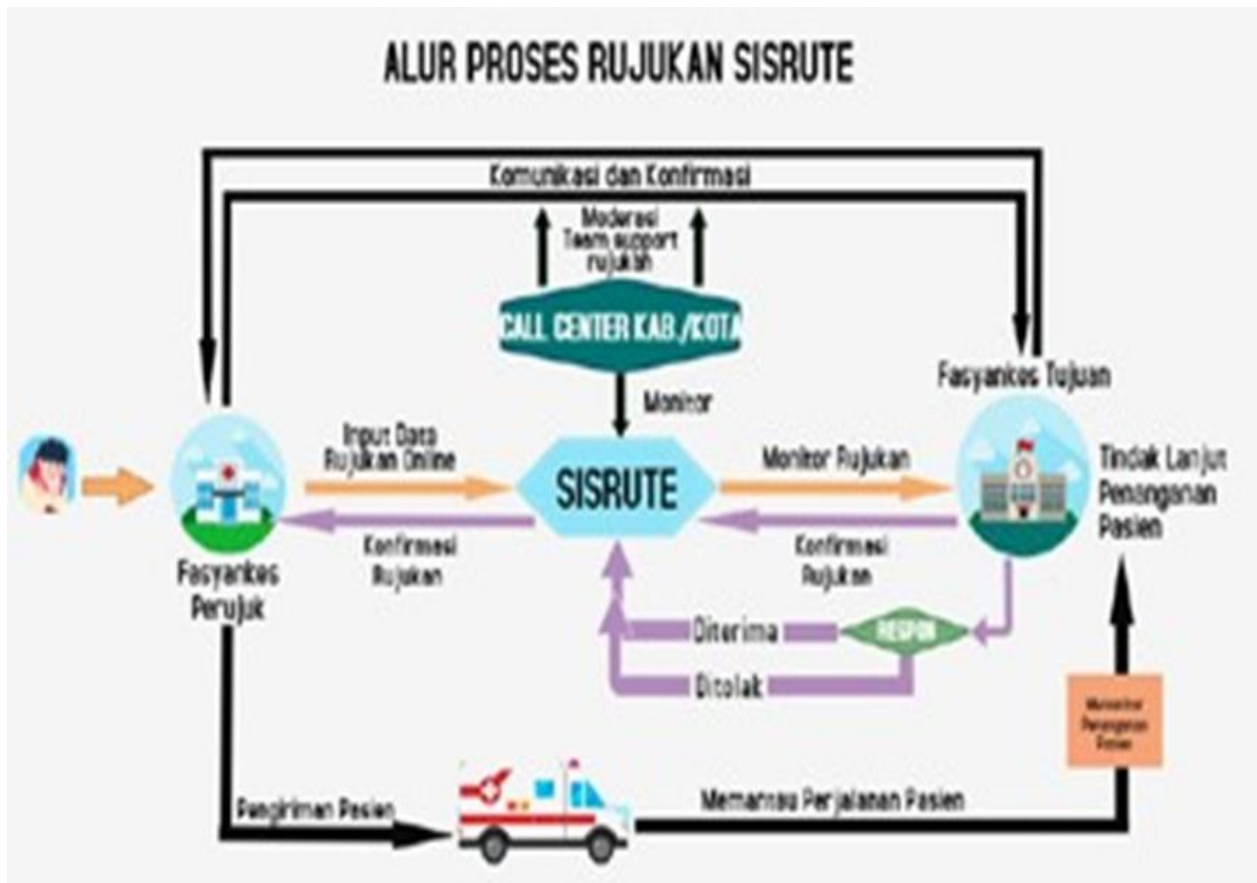 ALUR PROSES RUJUKAN SISRUTE
Komunikasi dan Konfirmasi
Moderasi
Team support
rujukan
CALL CENTER KAB./KOTA
Monitor
Fasyankes Tujuan
Input Data
Rujukan Online
SISRUTE
Monitor Rujukan
Tindak Lanjut
Penanganan
Pasien
Konfirmasi
Rujukan
Konfirmasi
Rujukan
Fasyankes
Perujuk
Diterima
RESPON
Ditolak
Penanganan
Pasien
Pengiriman Pasien
Memantau Perjalanan Pasien